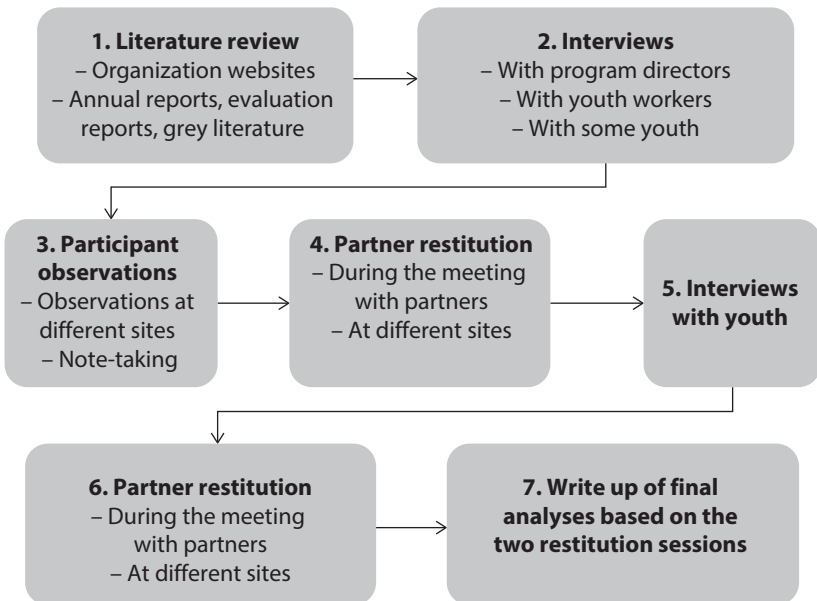 1. Literature review
– Organization websites
– Annual reports, evaluation
reports, grey literature
2. Interviews
– With program directors
– With youth workers
– With some youth
3. Participant
observations
– Observations at
different sites
– Note-taking
4. Partner restitution
– During the meeting
with partners
– At different sites
5. Interviews
with youth
6. Partner restitution
– During the meeting
with partners
– At different sites
7. Write up of final
analyses based on the
two restitution sessions